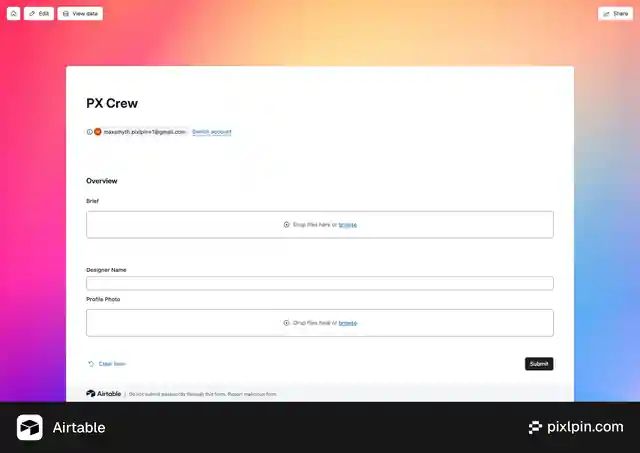 Edit
View data
Share
PX Crew
maxsmyth.pixlpin+1@gmail.com Switch account
Overview
Brief
Drop files here or browse
Designer Name
Profile Photo
Drop files here or browse
Clear form
Submit
Airtable | Do not submit passwords through this form. Report malicious form
Airtable
pixlpin.com